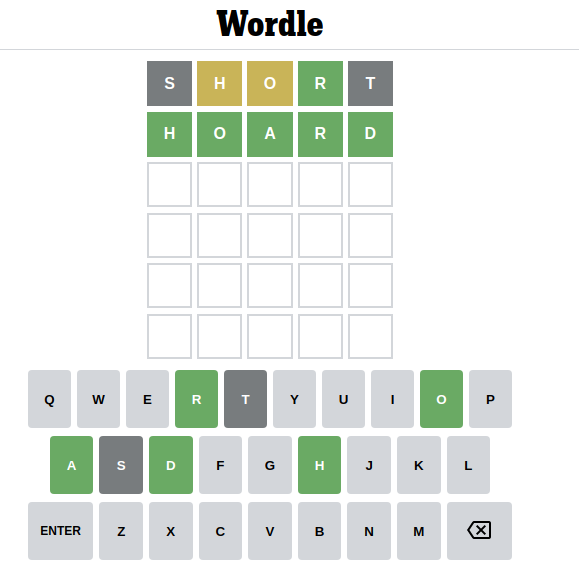 Wordle
S H O R T
H O A R D
Q W E R T Y U I O P
A S D F G H J K L
ENTER Z X C V B N M